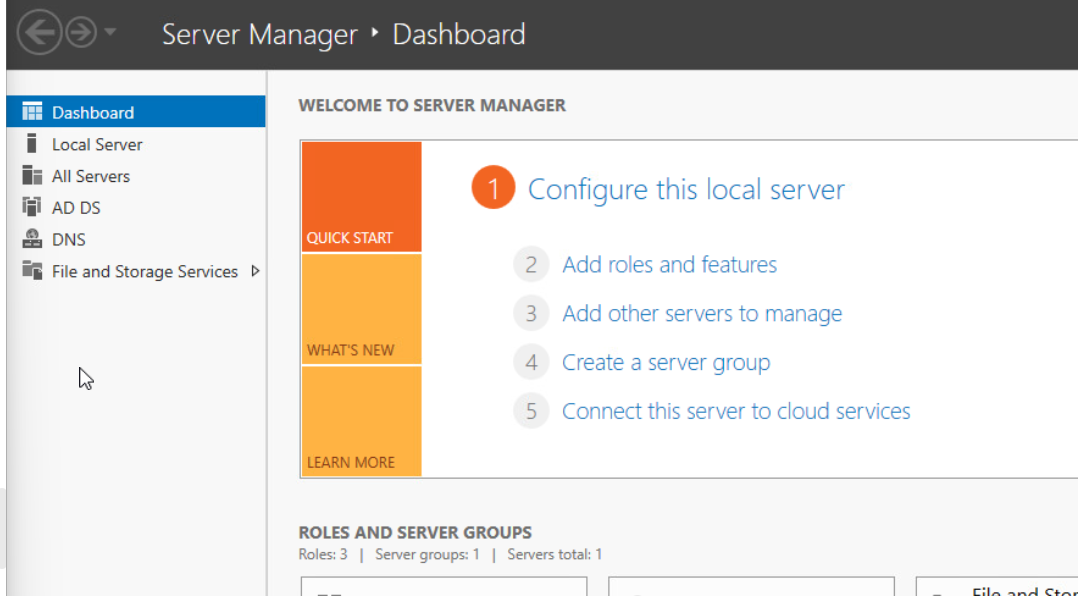 Server Manager ‣ Dashboard
Dashboard
Local Server
All Servers
AD DS
DNS
File and Storage Services
WELCOME TO SERVER MANAGER
QUICK START
WHAT'S NEW
LEARN MORE
1 Configure this local server
2 Add roles and features
3 Add other servers to manage
4 Create a server group
5 Connect this server to cloud services
ROLES AND SERVER GROUPS
Roles: 3 | Server groups: 1 | Servers total: 1
File and Stor